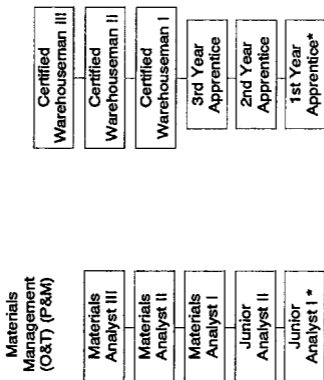 Materials
Management
(O&T) (P&M)
Materials
Analyst III
Materials
Analyst II
Materials
Analyst I
Junior
Analyst II
Junior
Analyst I*
Certified
Warehouseman III
Certified
Warehouseman II
Certified
Warehouseman I
3rd Year
Apprentice
2nd Year
Apprentice
1st Year
Apprentice*